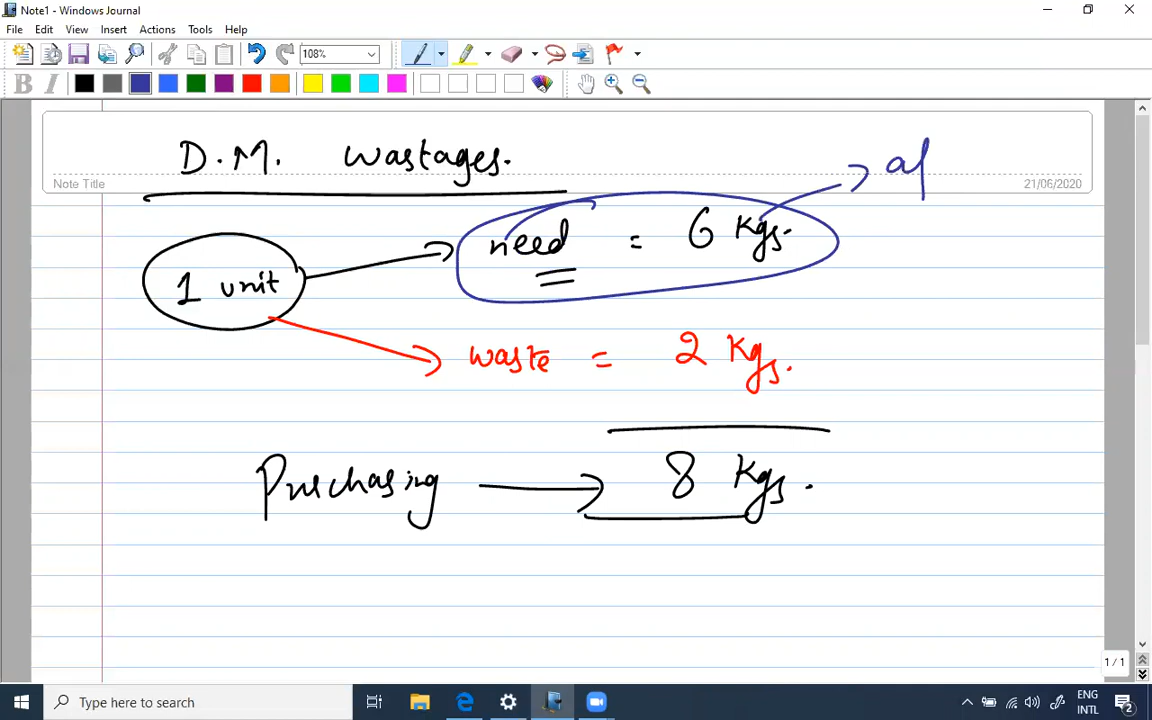 Note1 - Windows Journal
File Edit View Insert Actions Tools Help
108%
B I
D.M. Wastages.
Note Title
21/06/2020
af
1 unit
need = 6 Kgs.
waste = 2 Kgs.
Purchasing → 8 Kgs.
1 / 1
Type here to search
ENG
INTL
2